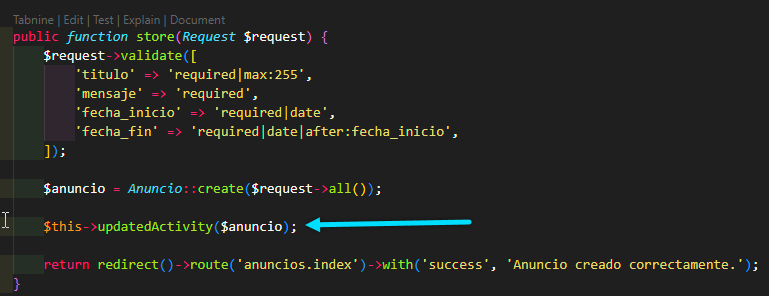 Tabnine | Edit | Test | Explain | Document
public function store(Request $request) {
$request->validate([
'titulo' => 'required|max:255',
'mensaje' => 'required',
'fecha_inicio' => 'required|date',
'fecha_fin' => 'required|date|after:fecha_inicio',
]);
$anuncio = Anuncio::create($request->all());
$this->updatedActivity($anuncio);
return redirect()->route('anuncios.index')->with('success', 'Anuncio creado correctamente.');
}